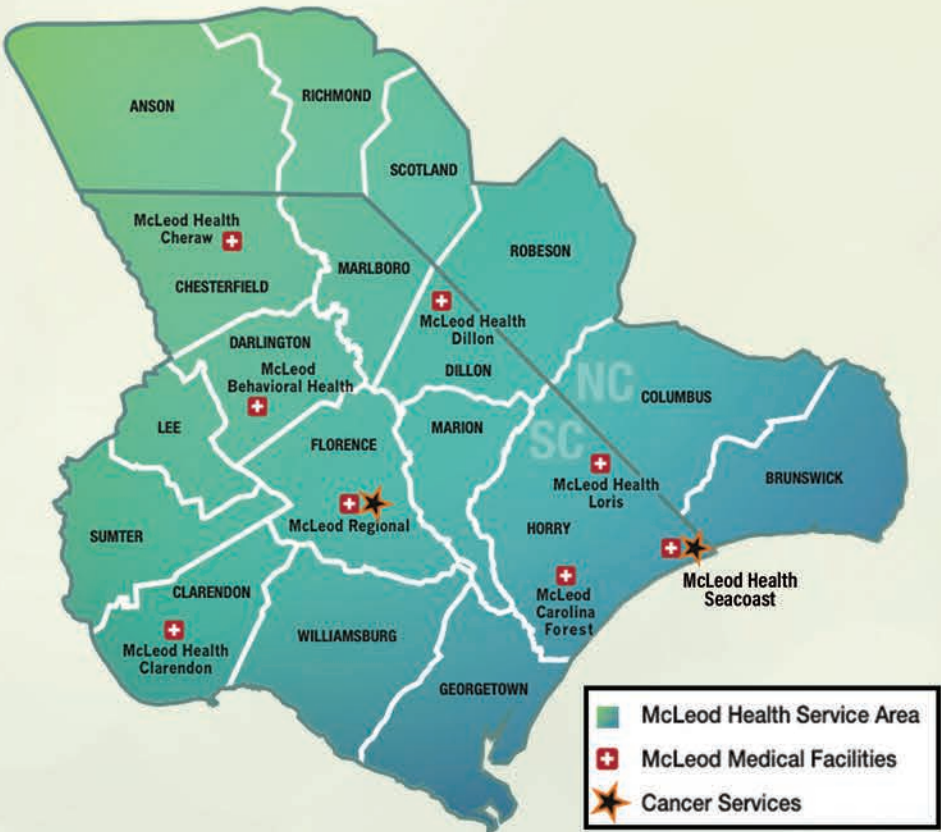 ANSON
RICHMOND
SCOTLAND
McLeod Health
Cheraw
CHESTERFIELD
MARLBORO
ROBESON
McLeod Health
Dillon
DILLON
DARLINGTON
McLeod
Behavioral Health
LEE
FLORENCE
MARION
NC
SC
COLUMBUS
BRUNSWICK
McLeod Health
Loris
McLeod Regional
HORRY
SUMTER
McLeod Health
Seacoast
CLARENDON
McLeod
Carolina
Forest
McLeod Health
Clarendon
WILLIAMSBURG
GEORGETOWN
McLeod Health Service Area
McLeod Medical Facilities
Cancer Services